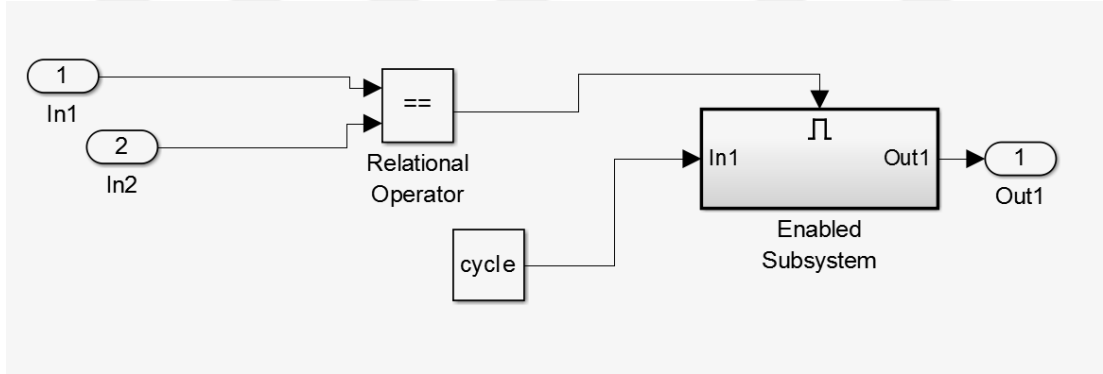 1
In1
2
In2
==
Relational
Operator
cycle
In1
Out1
Enabled
Subsystem
1
Out1